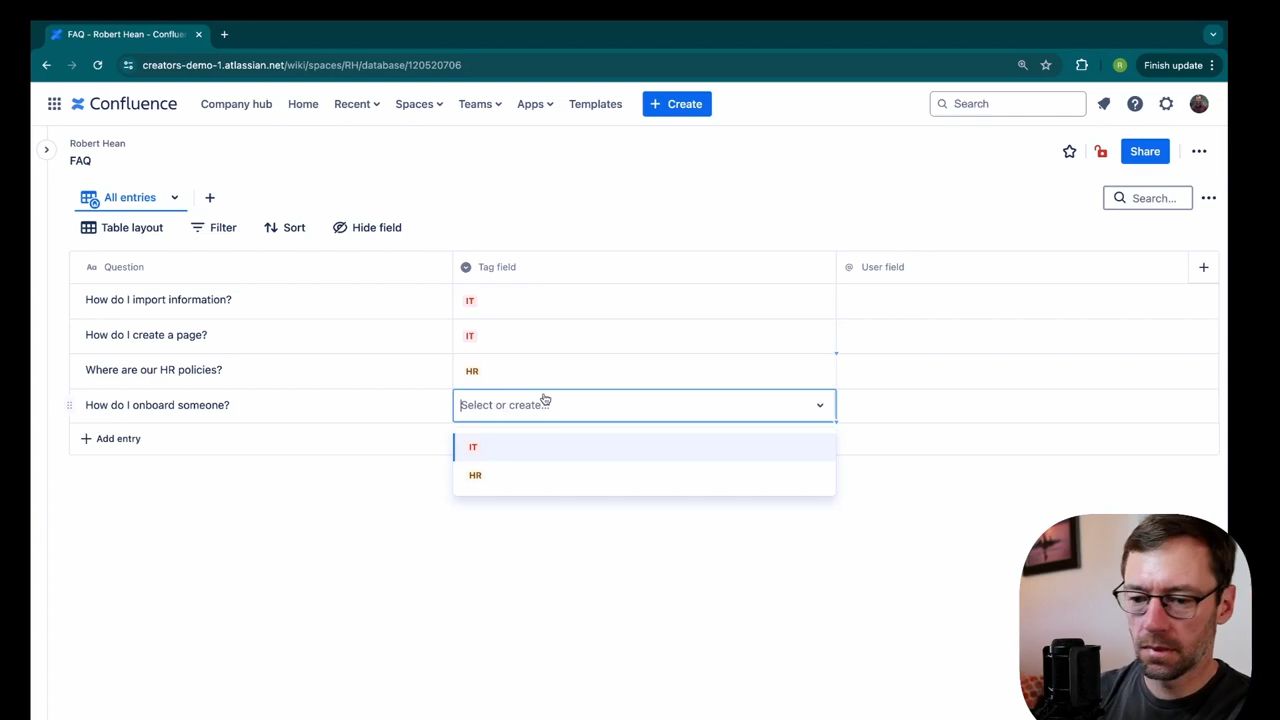 FAQ - Robert Hean - Conflue
creators-demo-1.atlassian.net/wiki/spaces/RH/database/120520706
R
Finish update
Confluence
Company hub
Home
Recent
Spaces
Teams
Apps
Templates
+ Create
Search
Robert Hean
FAQ
Share
All entries
Search...
Table layout
Filter
Sort
Hide field
Aa Question
Tag field
@ User field
How do I import information?
IT
How do I create a page?
IT
Where are our HR policies?
HR
How do I onboard someone?
Select or create...
+ Add entry
IT
HR